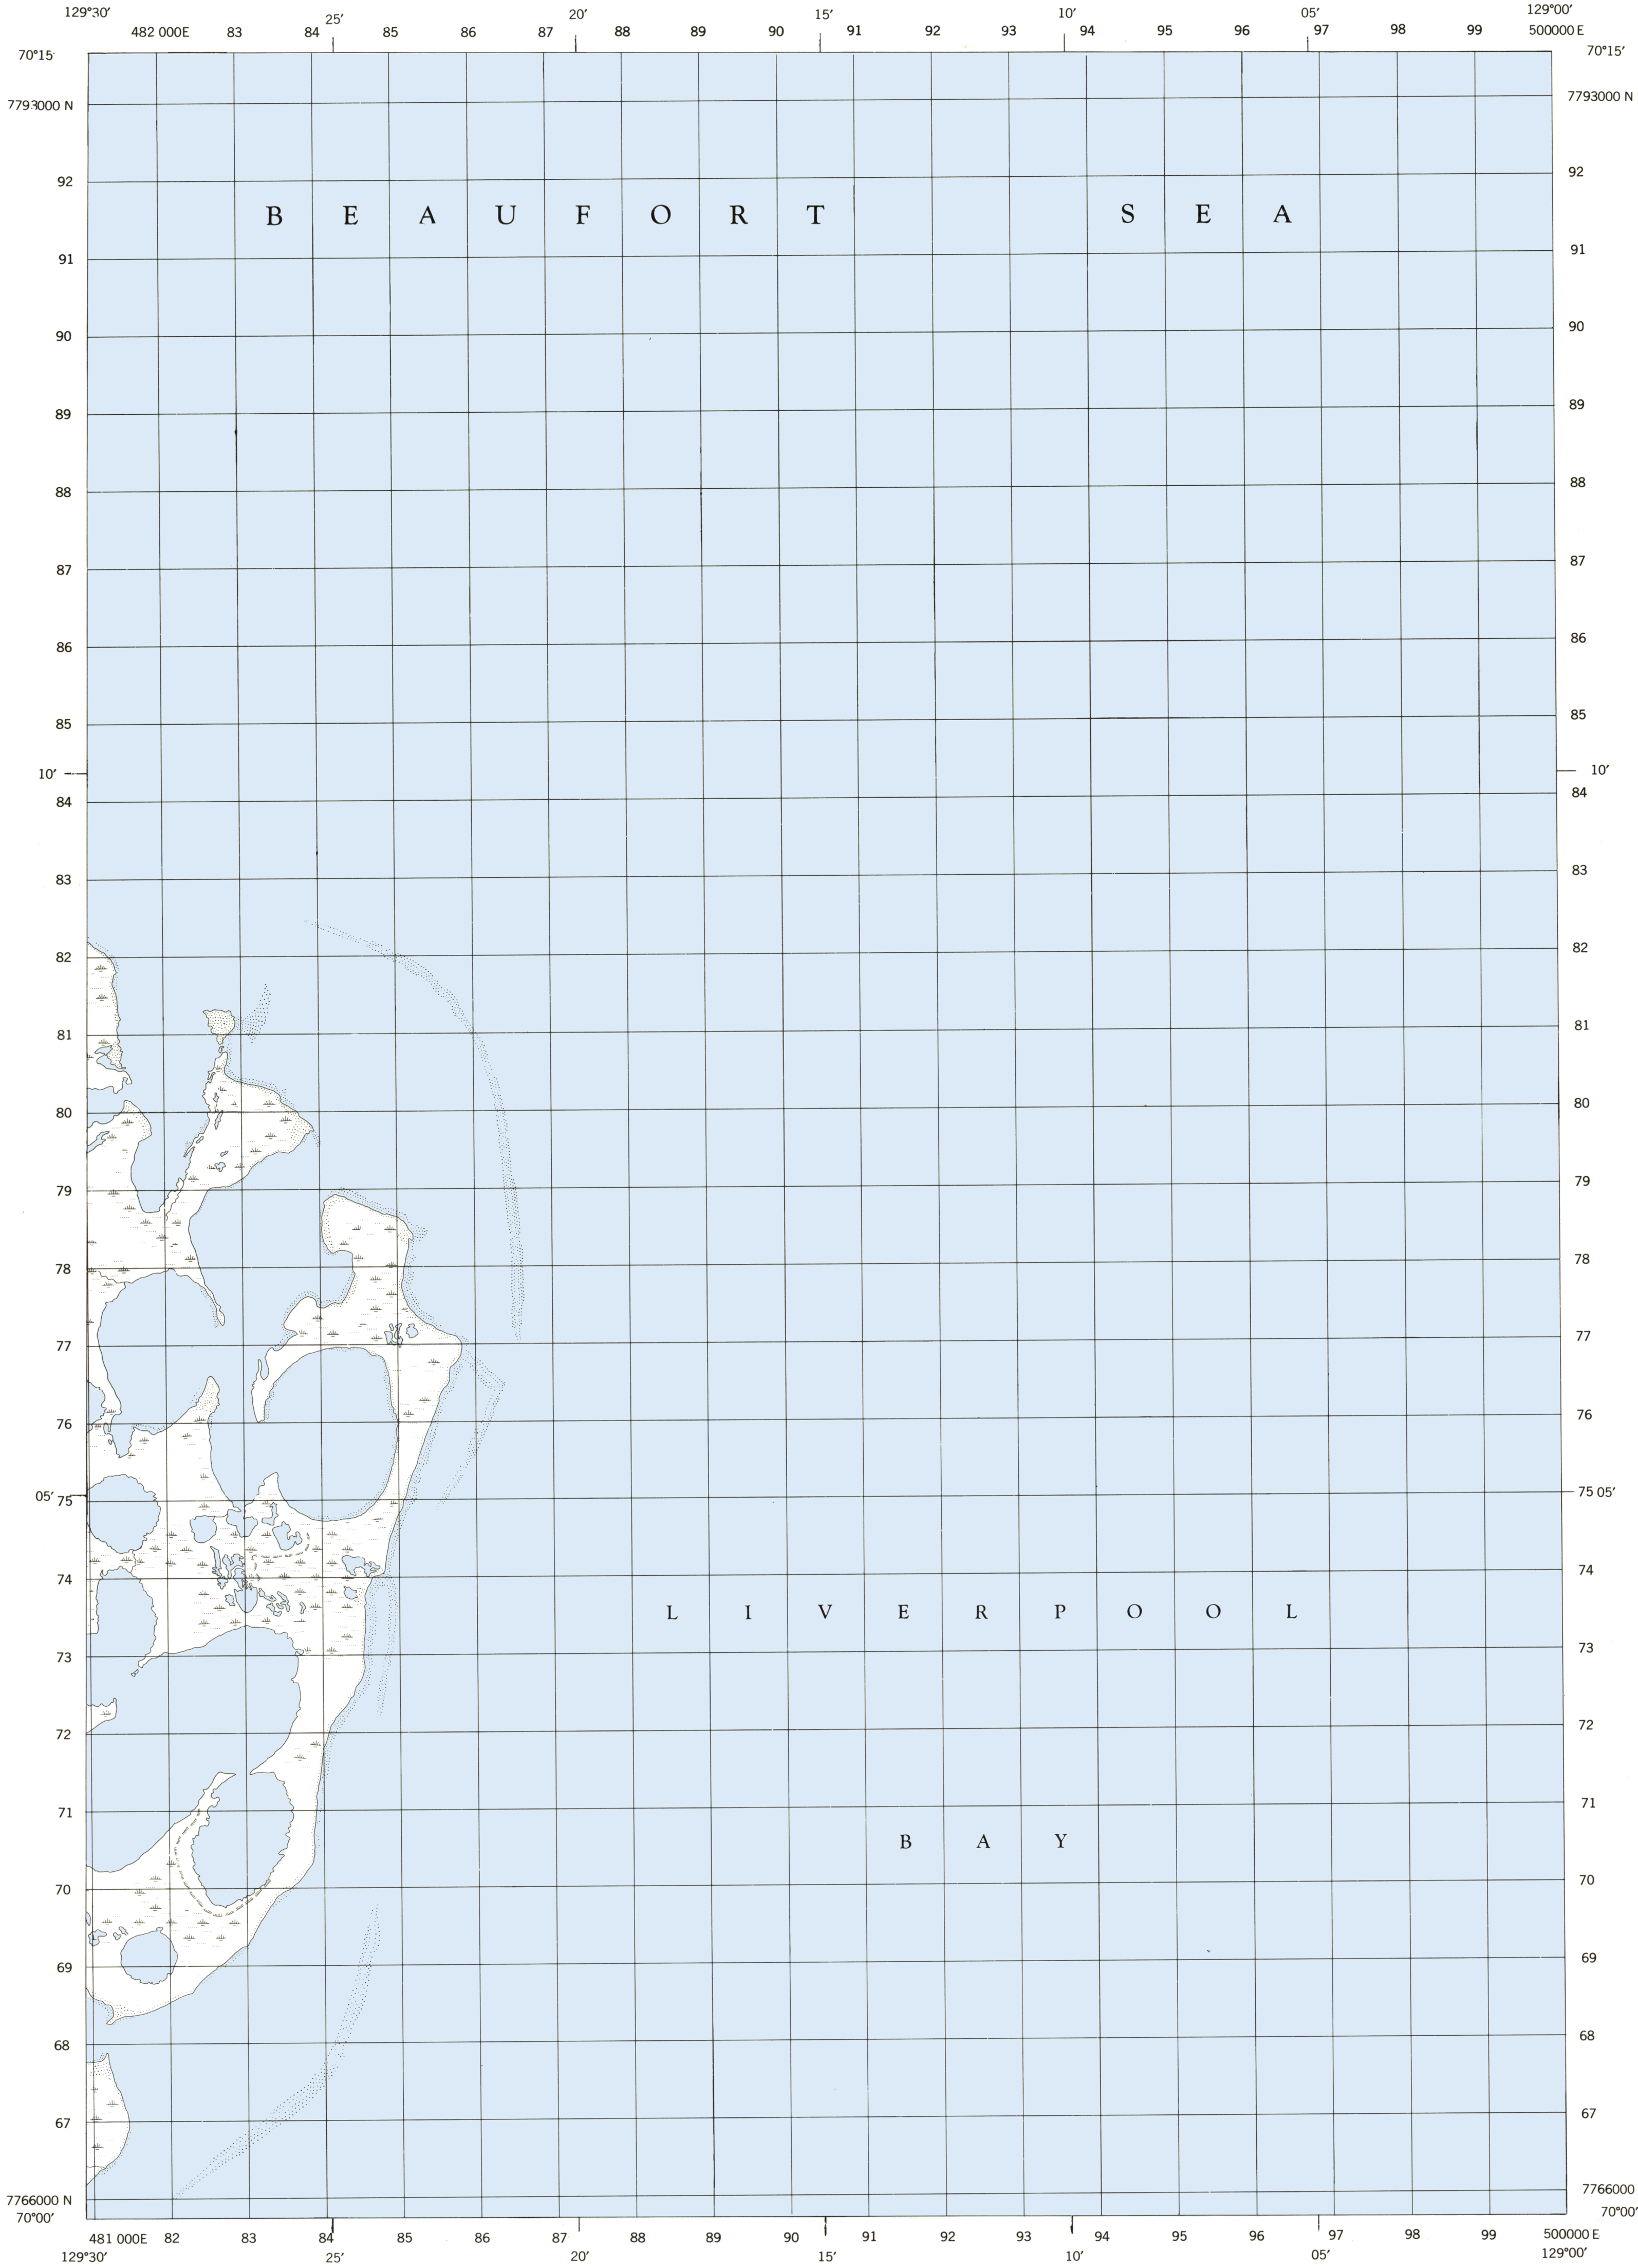 129°30′ 25′ 20′ 15′ 10′ 05′ 129°00′
482 000E 83 84 85 86 87 88 89 90 91 92 93 94 95 96 97 98 99 500000 E
70°15′ 70°15′
7793000 N 7793000 N
92 92
B E A U F O R T S E A
91 91
90 90
89 89
88 88
87 87
86 86
85 85
10′ 10′
84 84
83 83
82 82
81 81
80 80
79 79
78 78
77 77
76 76
05′ 75 75 05′
74 74
L I V E R P O O L
73 73
72 72
71 71
B A Y
70 70
69 69
68 68
67 67
7766000 N 7766000
70°00′ 70°00′
481 000E 82 83 84 85 86 87 88 89 90 91 92 93 94 95 96 97 98 99 500000 E
129°30′ 25′ 20′ 15′ 10′ 05′ 129°00′